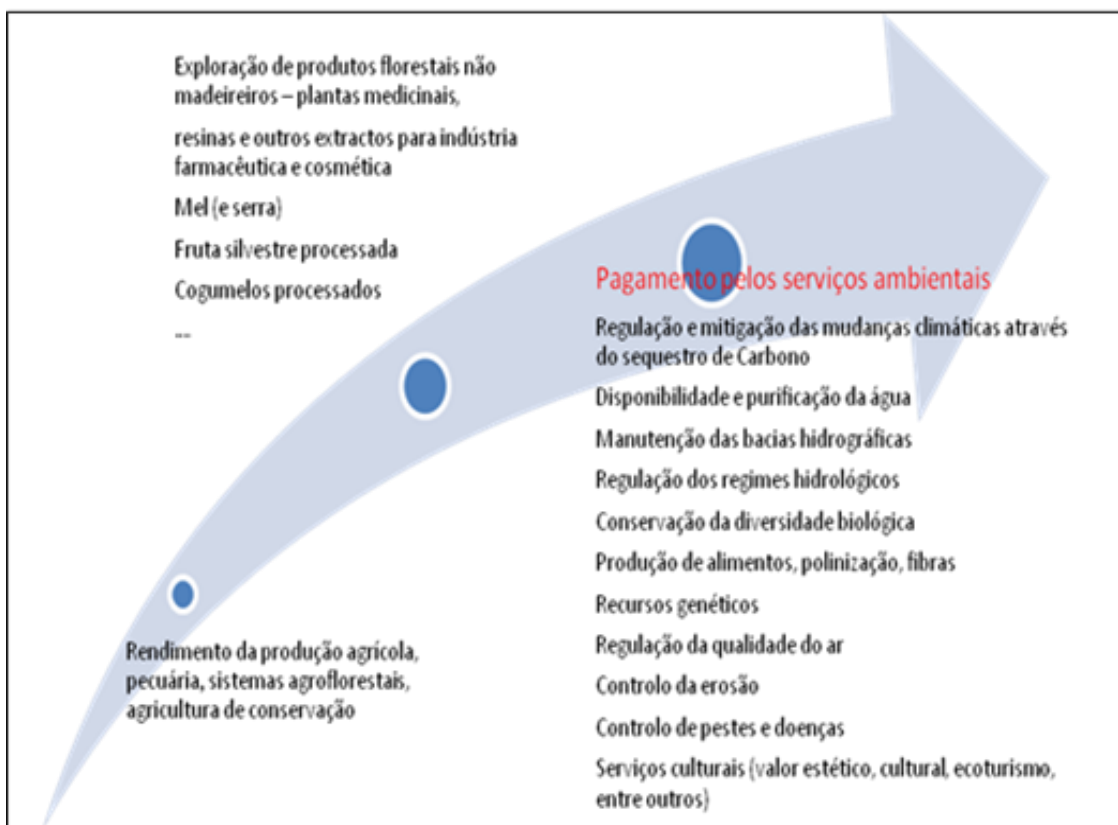 Exploração de produtos florestais não
madeireiros – plantas medicinais,
resinas e outros extractos para indústria
farmacêutica e cosmética
Mel (e serra)
Fruta silvestre processada
Cogumelos processados
...
Rendimento da produção agrícola,
pecuária, sistemas agroflorestais,
agricultura de conservação
Pagamento pelos serviços ambientais
Regulação e mitigação das mudanças climáticas através
do sequestro de Carbono
Disponibilidade e purificação da água
Manutenção das bacias hidrográficas
Regulação dos regimes hidrológicos
Conservação da diversidade biológica
Produção de alimentos, polinização, fibras
Recursos genéticos
Regulação da qualidade do ar
Controlo da erosão
Controlo de pestes e doenças
Serviços culturais (valor estético, cultural, ecoturismo,
entre outros)